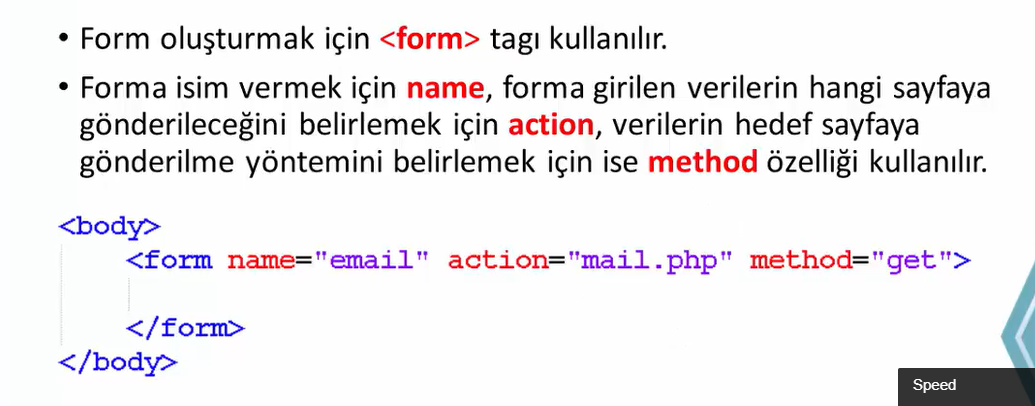 • Form oluşturmak için <form> tagı kullanılır.
• Forma isim vermek için name, forma girilen verilerin hangi sayfaya
gönderileceğini belirlemek için action, verilerin hedef sayfaya
gönderilme yöntemini belirlemek için ise method özelliği kullanılır.
<body>
<form name="email" action="mail.php" method="get">
</form>
</body>
Speed